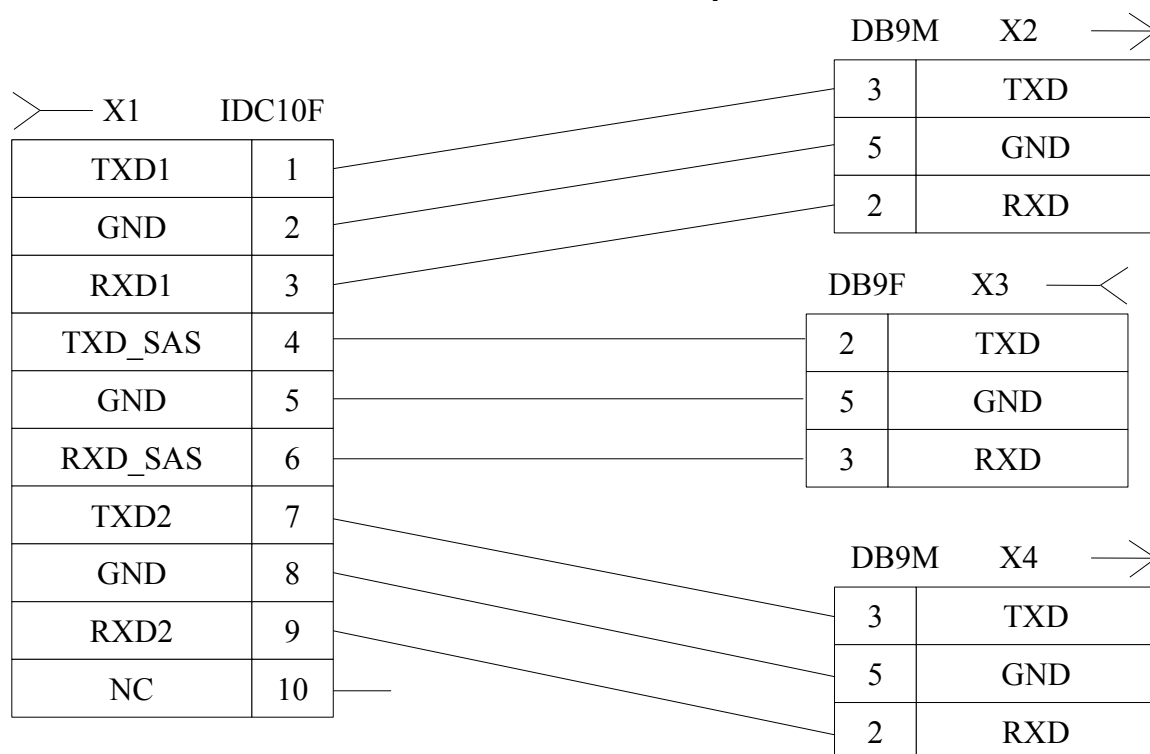 DB9M X2
3 TXD
5 GND
2 RXD
X1 IDC10F
TXD1 1
GND 2
RXD1 3
TXD_SAS 4
GND 5
RXD_SAS 6
TXD2 7
GND 8
RXD2 9
NC 10
DB9F X3
2 TXD
5 GND
3 RXD
DB9M X4
3 TXD
5 GND
2 RXD